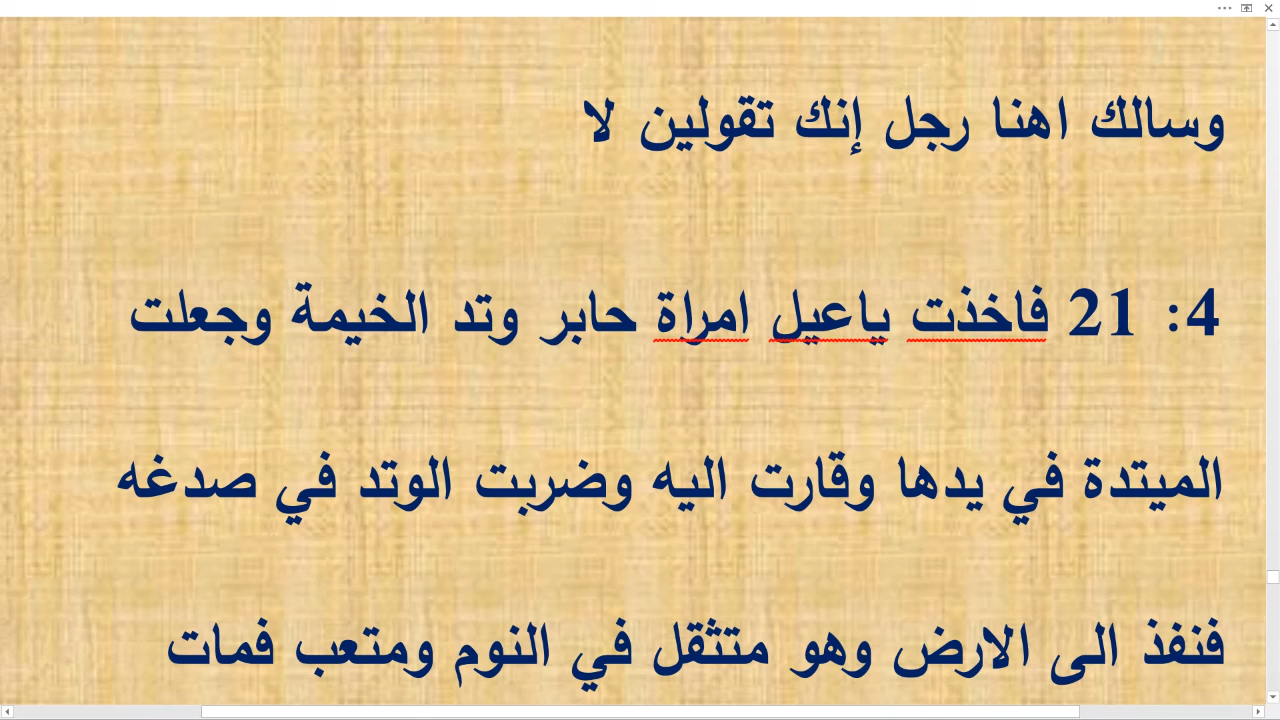 وسالك اهنا رجل إنك تقولين لا
4: 21 فاخذت ياعيل امراة حابر وتد الخيمة وجعلت
الميتدة في يدها وقارت اليه وضربت الوتد في صدغه
فنفذ الى الارض وهو متثقل في النوم ومتعب فمات